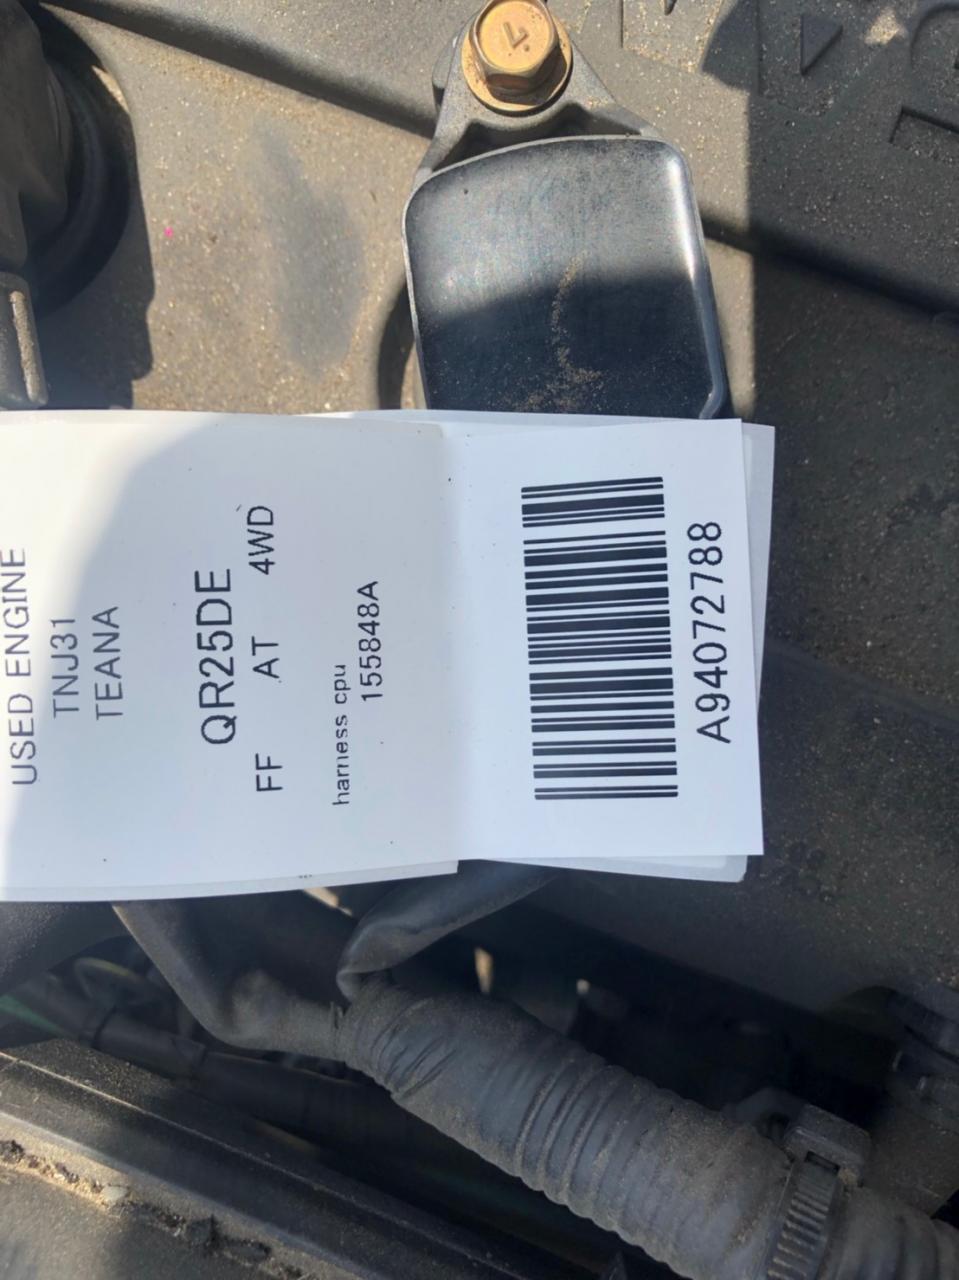 USED ENGINE
TNJ31
TEANA
QR25DE
FF AT 4WD
harness cpu
155848A
A94072788